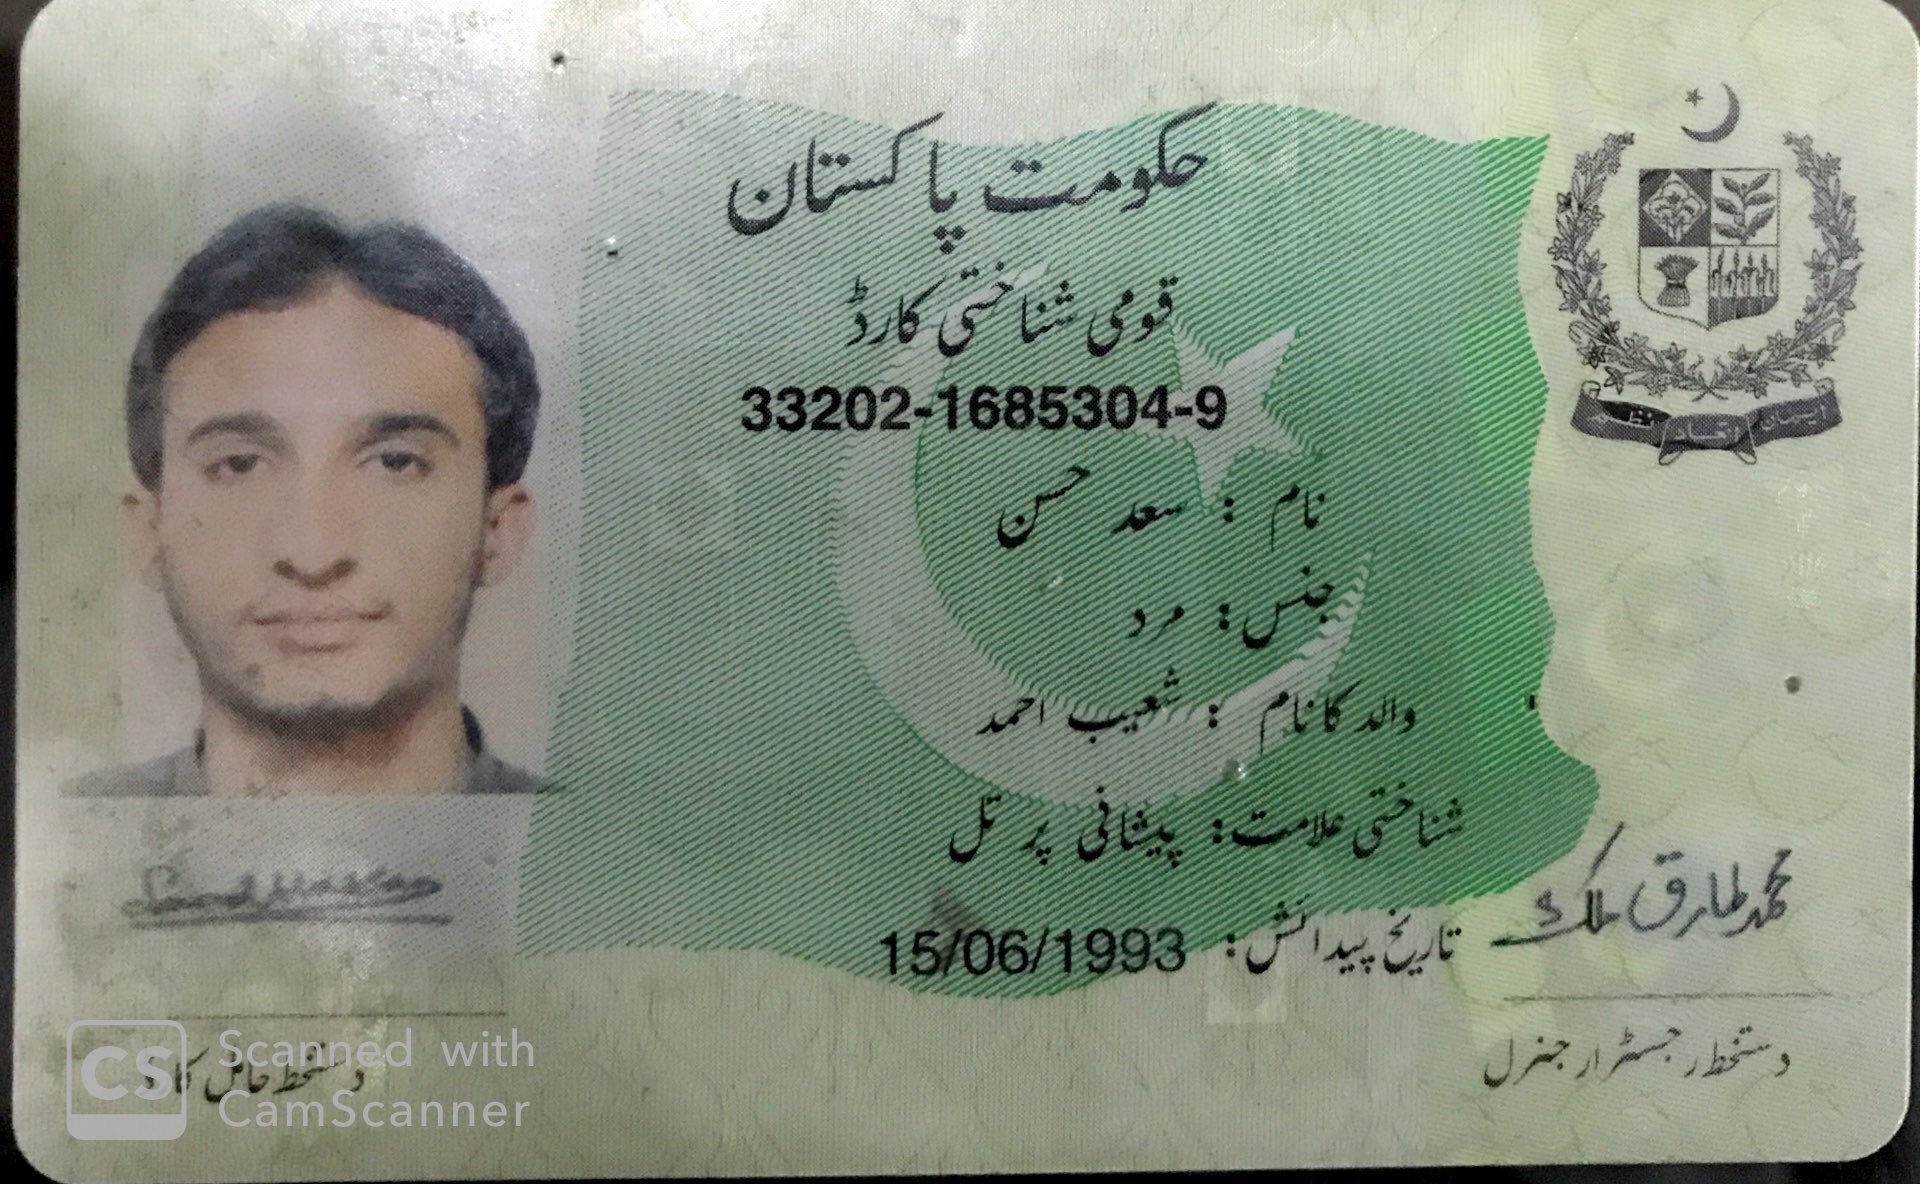 حکومت پاکستان
قومی شناختی کارڈ
33202-1685304-9
نام : سعد حسن
جنس : مرد
والد کا نام : شعیب احمد
شناختی علامت : پیشانی پر تل
تاریخ پیدائش : 15/06/1993
محمد طارق ملک
دستخط رجسٹرار جنرل
دستخط حامل
CS Scanned with
CamScanner